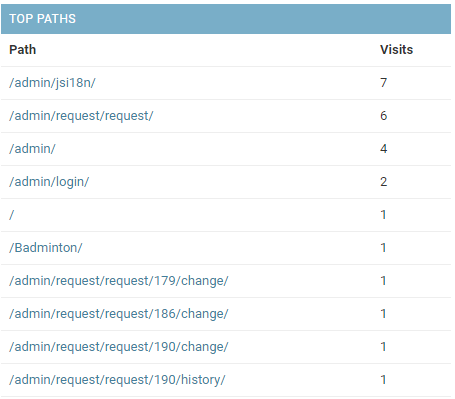 TOP PATHS
Path Visits
/admin/jsi18n/ 7
/admin/request/request/ 6
/admin/ 4
/admin/login/ 2
/ 1
/Badminton/ 1
/admin/request/request/179/change/ 1
/admin/request/request/186/change/ 1
/admin/request/request/190/change/ 1
/admin/request/request/190/history/ 1